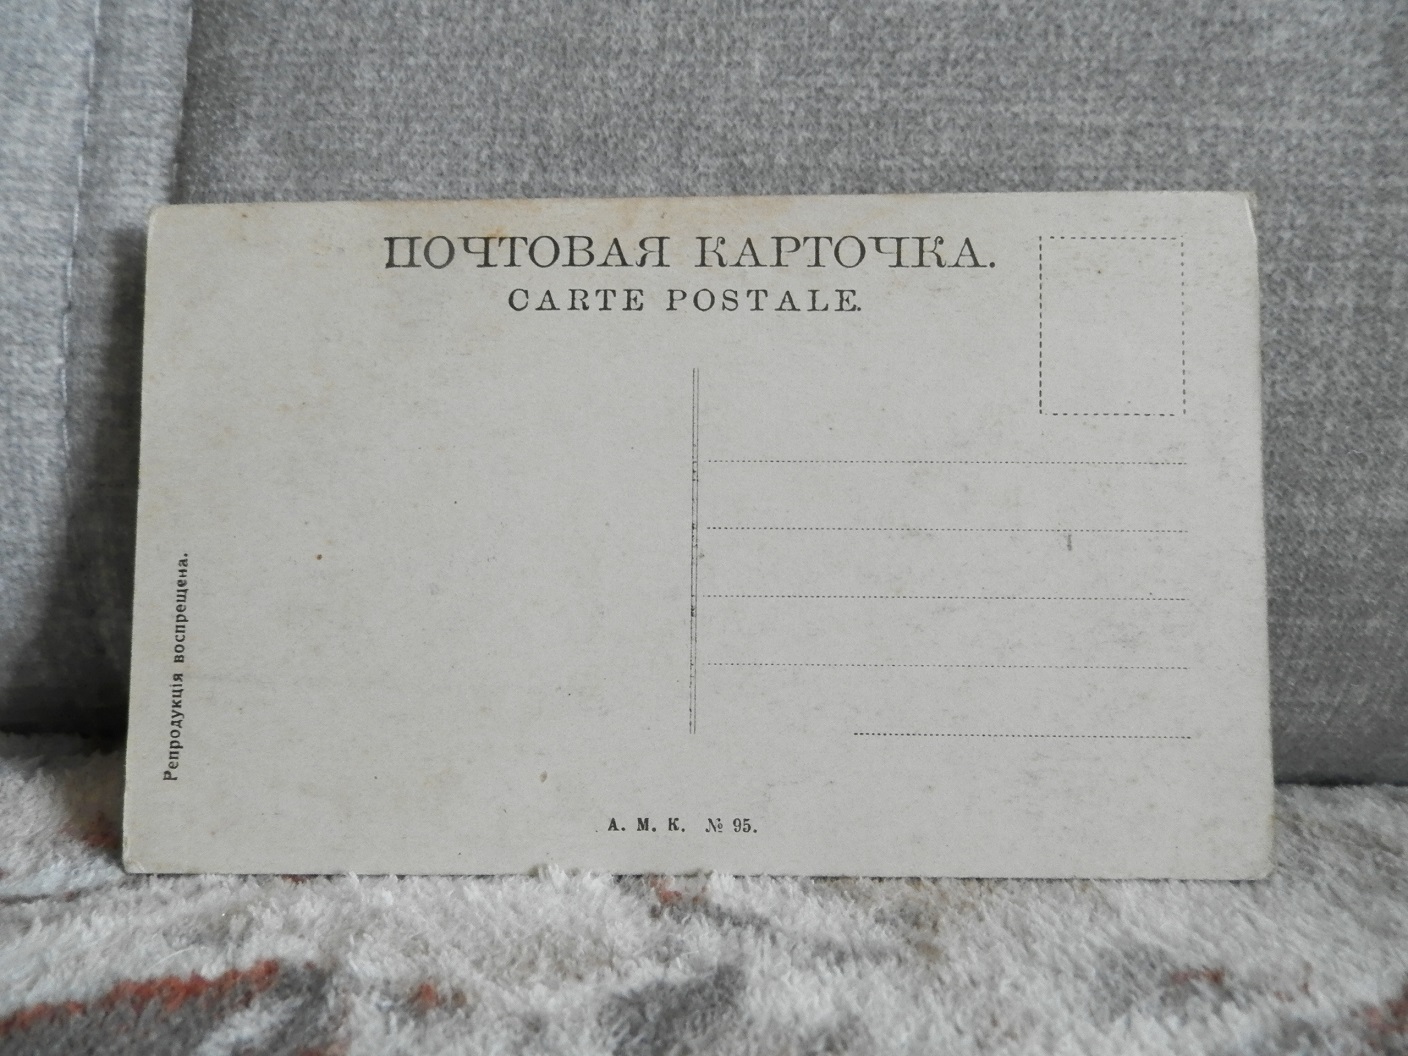 ПОЧТОВАЯ КАРТОЧКА.
CARTE POSTALE.
Репродукція воспрещена.
А. М. К. № 95.